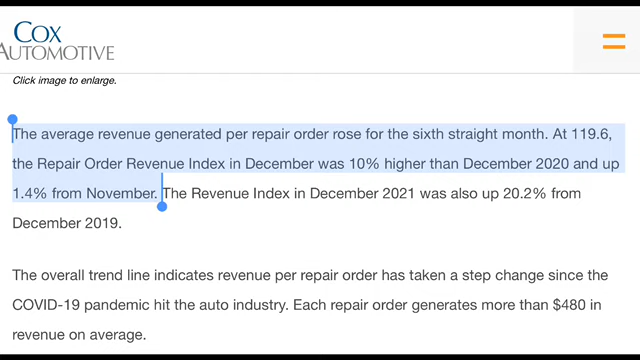 COX
AUTOMOTIVE
Click image to enlarge.
The average revenue generated per repair order rose for the sixth straight month. At 119.6,
the Repair Order Revenue Index in December was 10% higher than December 2020 and up
1.4% from November. The Revenue Index in December 2021 was also up 20.2% from
December 2019.
The overall trend line indicates revenue per repair order has taken a step change since the
COVID-19 pandemic hit the auto industry. Each repair order generates more than $480 in
revenue on average.